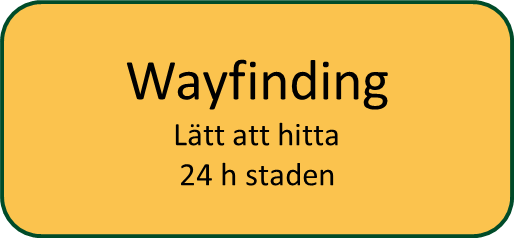 Wayfinding
Lätt att hitta
24 h staden